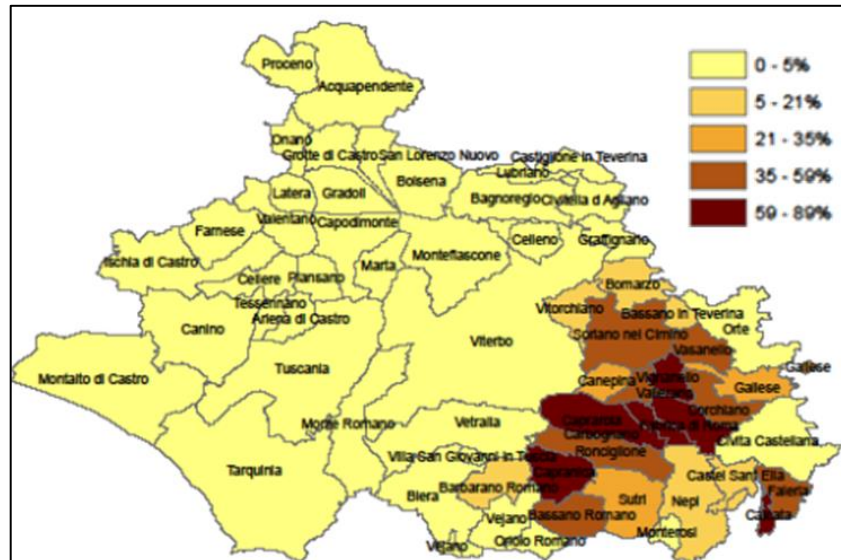 0 - 5%
5 - 21%
21 - 35%
35 - 59%
59 - 89%
Proceno
Acquapendente
Onano
Grotte di Castro
San Lorenzo Nuovo
Castiglione in Teverina
Lubriano
Bolsena
Latera
Gradoli
Bagnoregio
Civitella d Agliano
Farnese
Valentano
Capodimonte
Celleno
Graffignano
Ischia di Castro
Marta
Montefiascone
Cellere
Piansano
Bomarzo
Tessennano
Arlena di Castro
Vitorchiano
Bassano in Teverina
Canino
Orte
Soriano nel Cimino
Viterbo
Vasanello
Tuscania
Gallese
Montalto di Castro
Canepina
Vignanello
Vallerano
Gallese
Corchiano
Monte Romano
Vetralla
Caprarola
Fabrica di Roma
Carbognano
Civita Castellana
Ronciglione
Villa San Giovanni in Tuscia
Tarquinia
Capranica
Castel Sant Elia
Barbarano Romano
Faleria
Blera
Sutri
Nepi
Calcata
Vejano
Bassano Romano
Monterosi
Oriolo Romano
Vejano